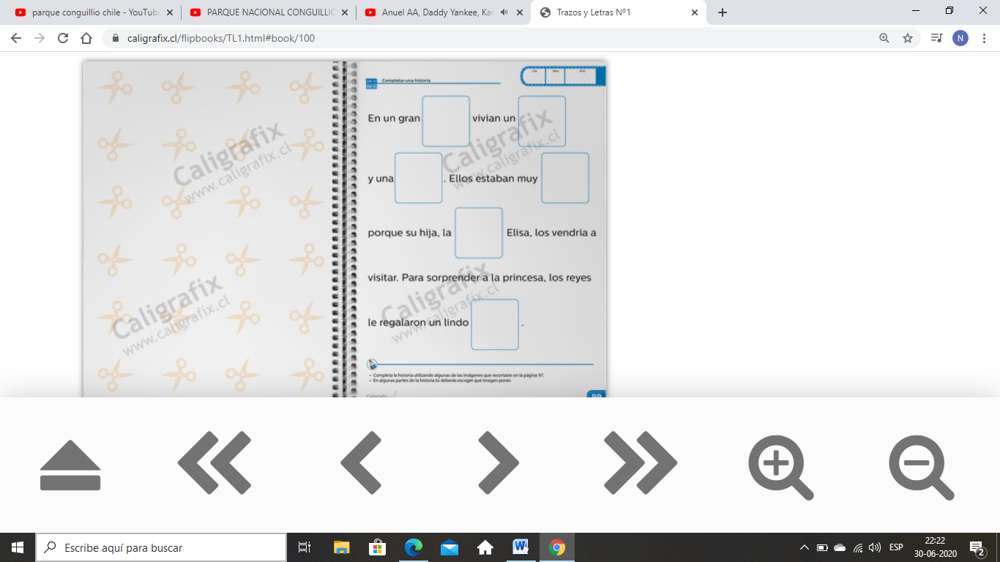 parque conguillio chile - YouTube
PARQUE NACIONAL CONGUILLIO
Anuel AA, Daddy Yankee, Kar
Trazos y Letras Nº1
caligrafix.cl/flipbooks/TL1.html#book/100
N
Completar una historia
Día Mes Año
En un gran vivian un
y una . Ellos estaban muy
porque su hija, la Elisa, los vendria a
visitar. Para sorprender a la princesa, los reyes
le regalaron un lindo .
• Completa la historia utilizando algunas de las imágenes que recortaste en la página 97.
• En algunas partes de la historia tú deberás escoger qué imagen poner.
Caligrafix
99
Caligrafix
www.caligrafix.cl
Caligrafix
www.caligrafix.cl
Caligrafix
www.caligrafix.cl
Caligrafix
www.caligrafix.cl
Escribe aquí para buscar
ESP
22:22
30-06-2020
2